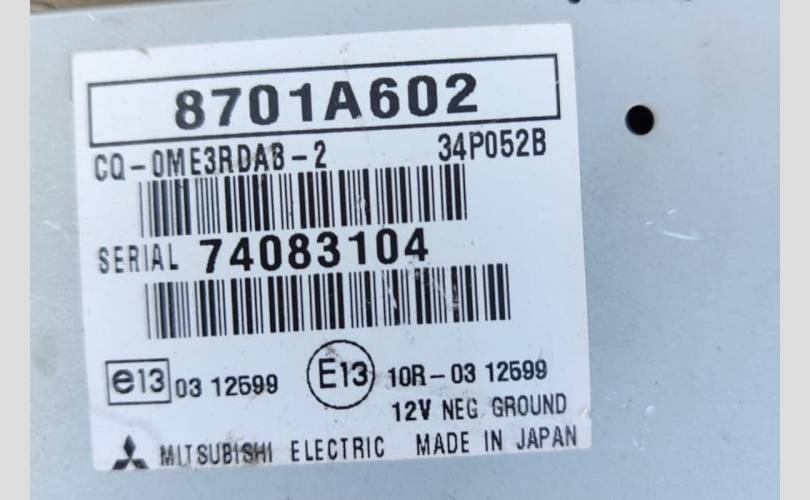 8701A602
CQ-0ME3RDA8-2 34P052B
SERIAL 74083104
e13 03 12599 E13 10R-03 12599
12V NEG GROUND
MITSUBISHI ELECTRIC MADE IN JAPAN